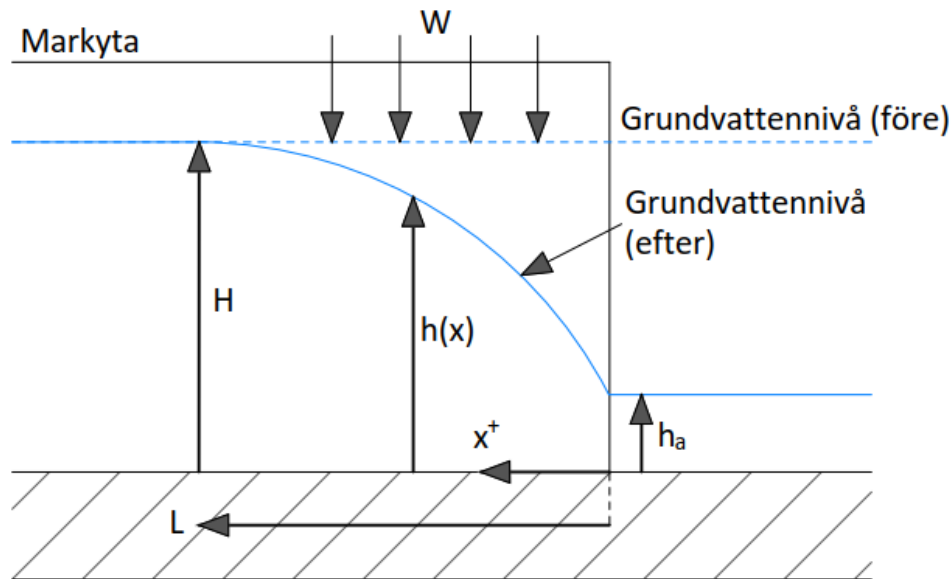 Markyta
W
Grundvattennivå (före)
Grundvattennivå
(efter)
H
h(x)
x⁺
hₐ
L